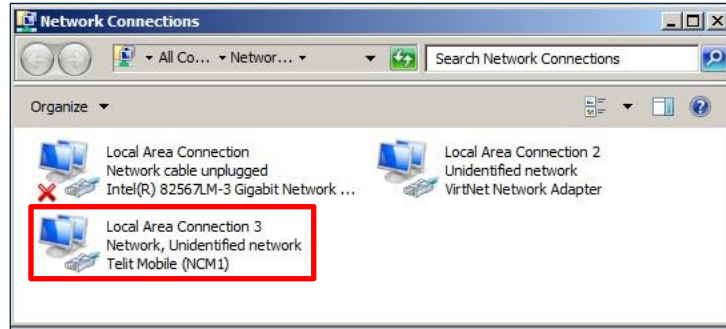 Network Connections
All Co... Networ...
Search Network Connections
Organize
Local Area Connection
Network cable unplugged
Intel(R) 82567LM-3 Gigabit Network ...
Local Area Connection 2
Unidentified network
VirtNet Network Adapter
Local Area Connection 3
Network, Unidentified network
Telit Mobile (NCM1)